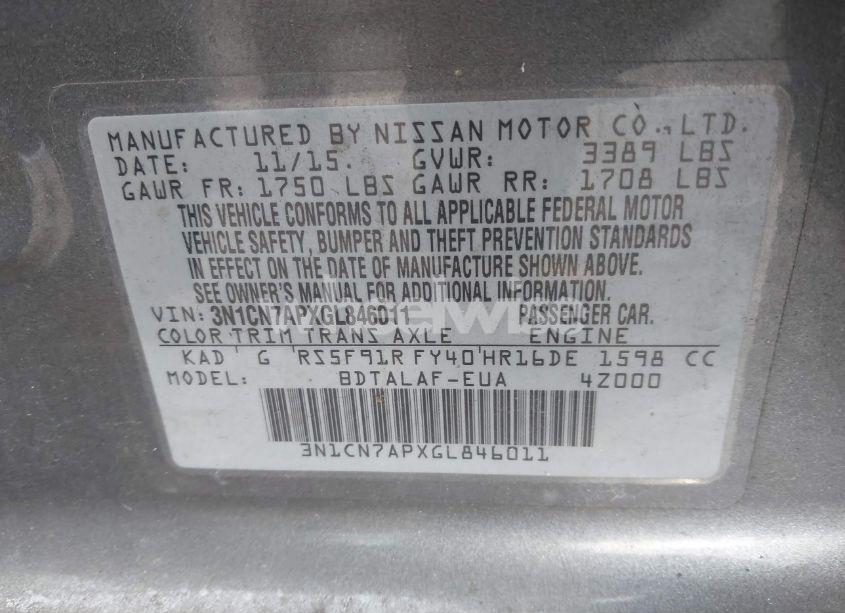 MANUFACTURED BY NISSAN MOTOR CO., LTD.
DATE: 11/15. GVWR: 3389 LBS
GAWR FR: 1750 LBS GAWR RR: 1708 LBS
THIS VEHICLE CONFORMS TO ALL APPLICABLE FEDERAL MOTOR
VEHICLE SAFETY, BUMPER AND THEFT PREVENTION STANDARDS
IN EFFECT ON THE DATE OF MANUFACTURE SHOWN ABOVE.
SEE OWNER'S MANUAL FOR ADDITIONAL INFORMATION.
VIN: 3N1CN7APXGL846011 PASSENGER CAR.
COLOR TRIM TRANS AXLE ENGINE
KAD G RS5F91R FY40 HR16DE 1598 CC
MODEL BDTALAF-EUA 4Z000
3N1CN7APXGL846011